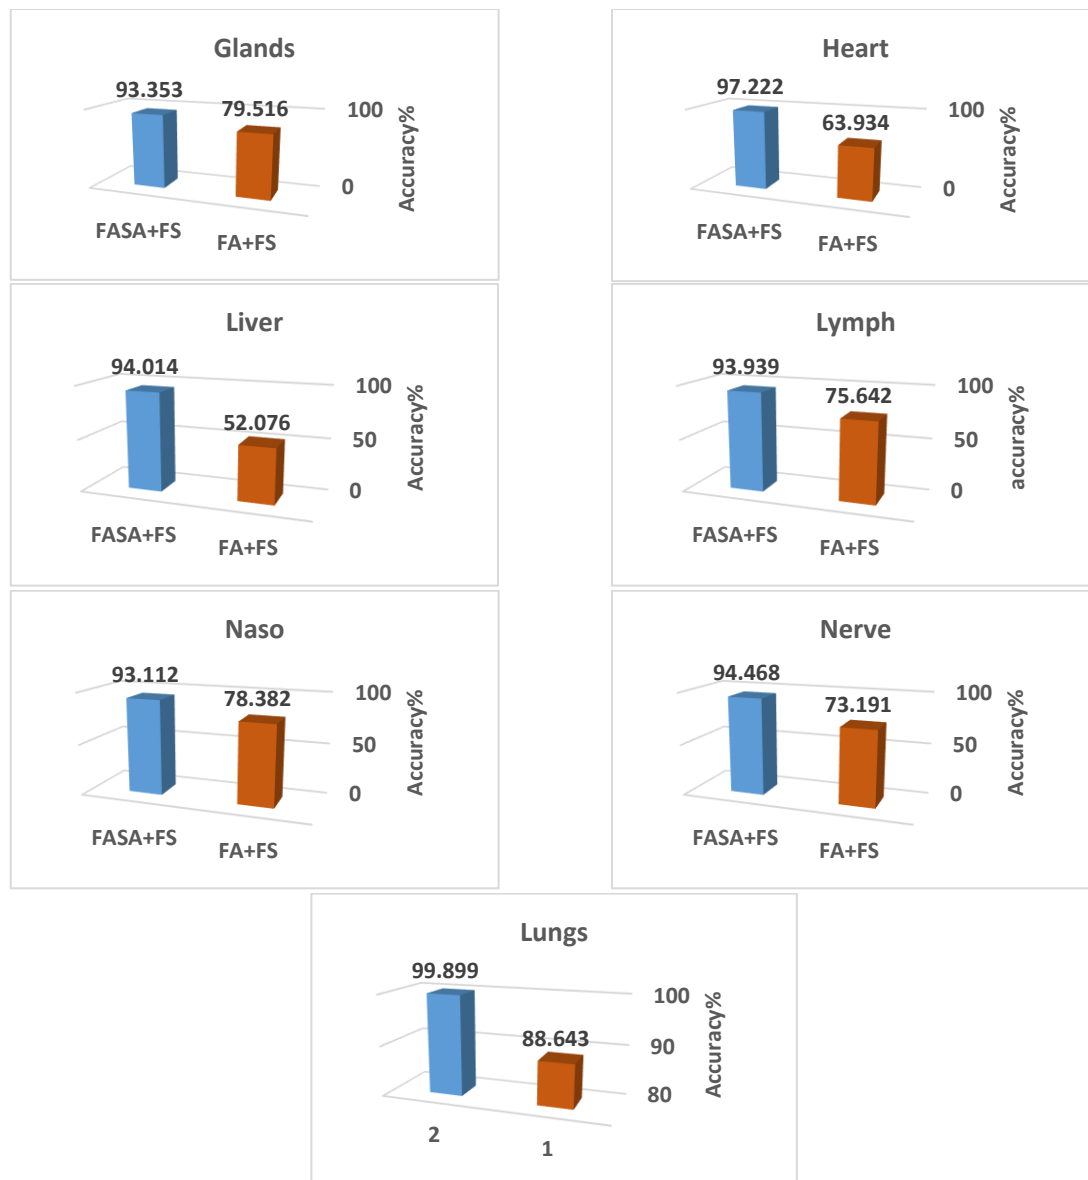 Glands
93.353
79.516
100
0
Accuracy%
FASA+FS
FA+FS
Heart
97.222
63.934
100
0
Accuracy%
FASA+FS
FA+FS
Liver
94.014
52.076
100
50
0
Accuracy%
FASA+FS
FA+FS
Lymph
93.939
75.642
100
50
0
accuracy%
FASA+FS
FA+FS
Naso
93.112
78.382
100
50
0
Accuracy%
FASA+FS
FA+FS
Nerve
94.468
73.191
100
50
0
Accuracy%
FASA+FS
FA+FS
Lungs
99.899
88.643
100
90
80
Accuracy%
2
1